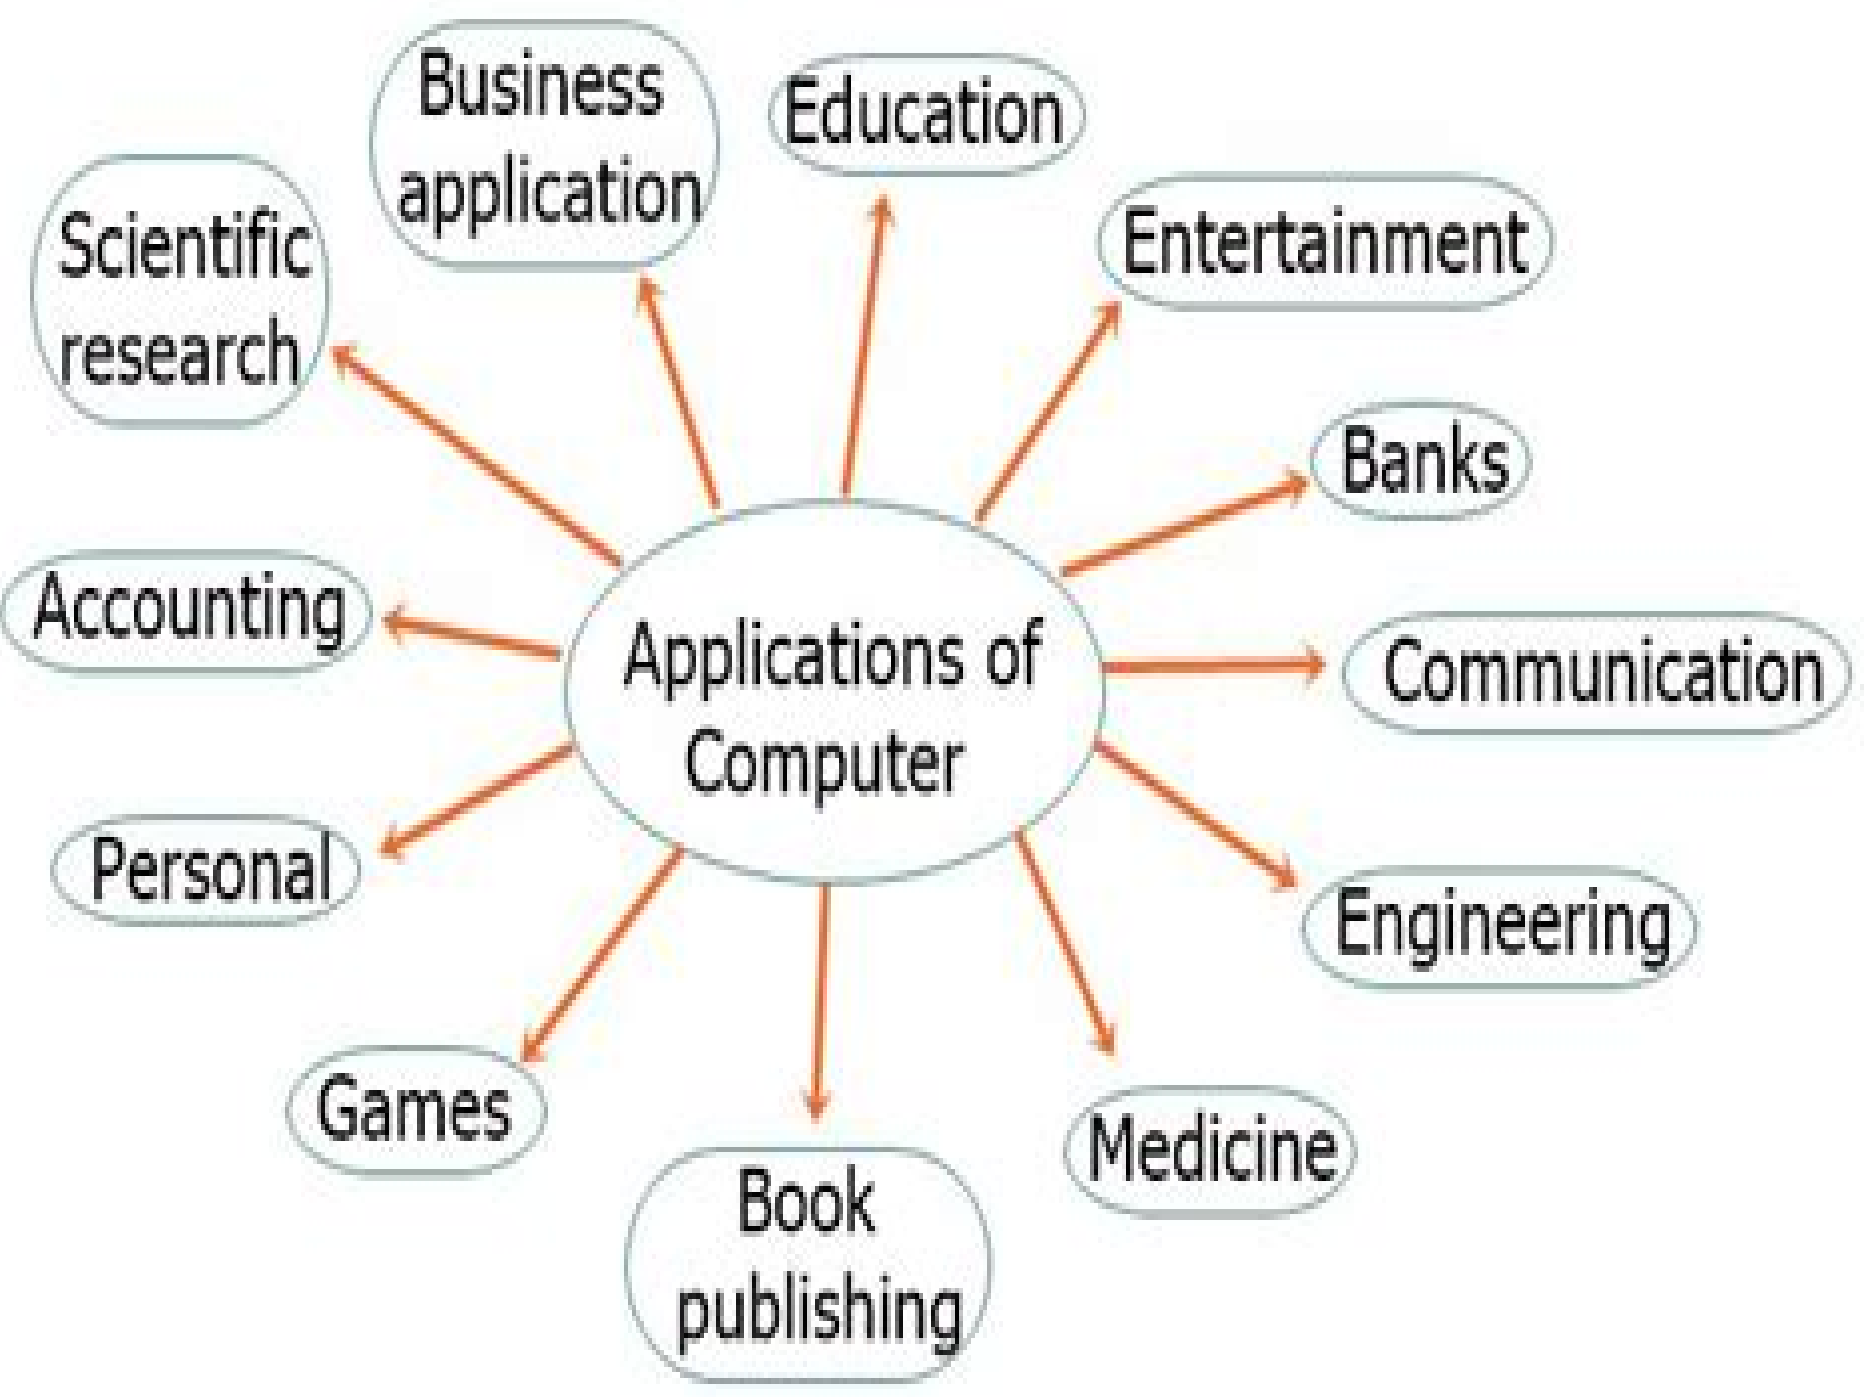 Business
application
Education
Scientific
research
Entertainment
Banks
Accounting
Applications of
Computer
Communication
Personal
Engineering
Games
Medicine
Book
publishing